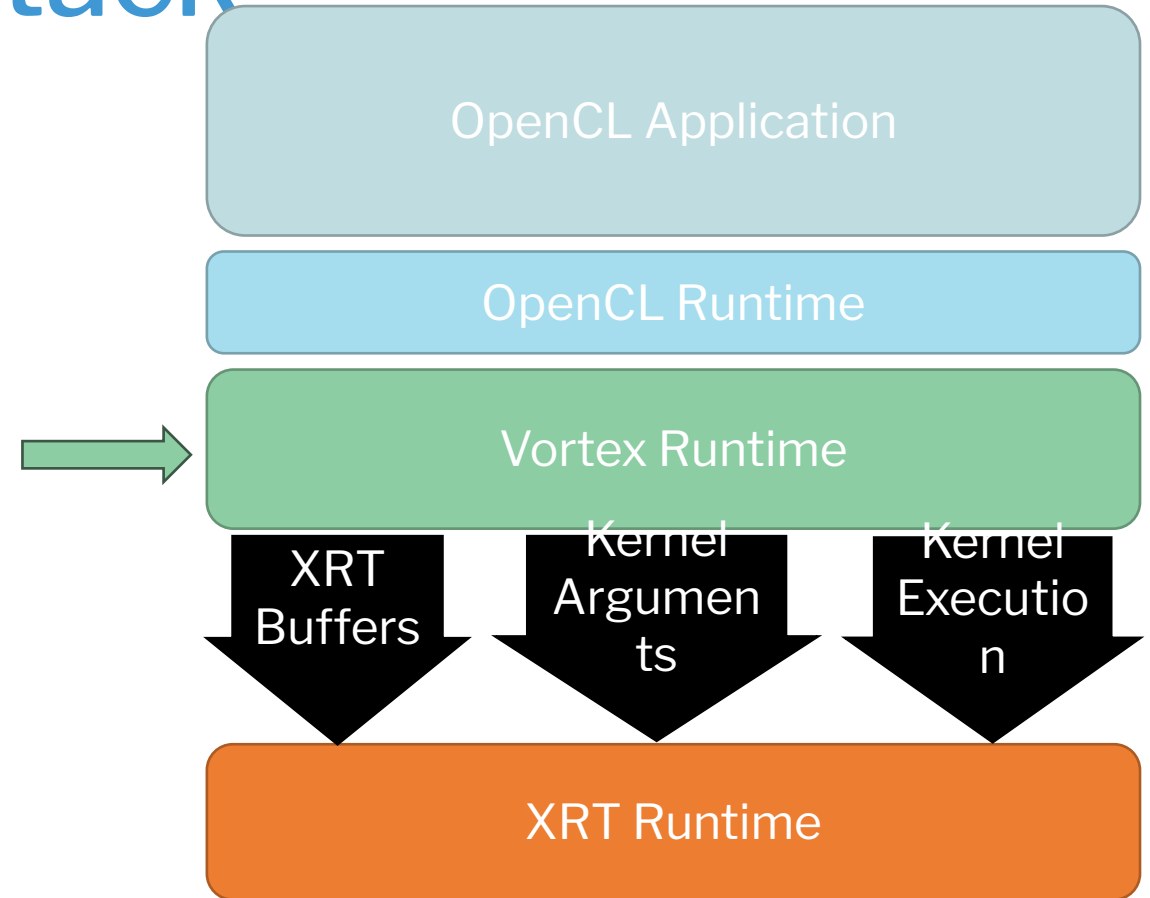 OpenCL Application
OpenCL Runtime
Vortex Runtime
XRT
Buffers
Kernel
Argumen
ts
Kernel
Executio
n
XRT Runtime